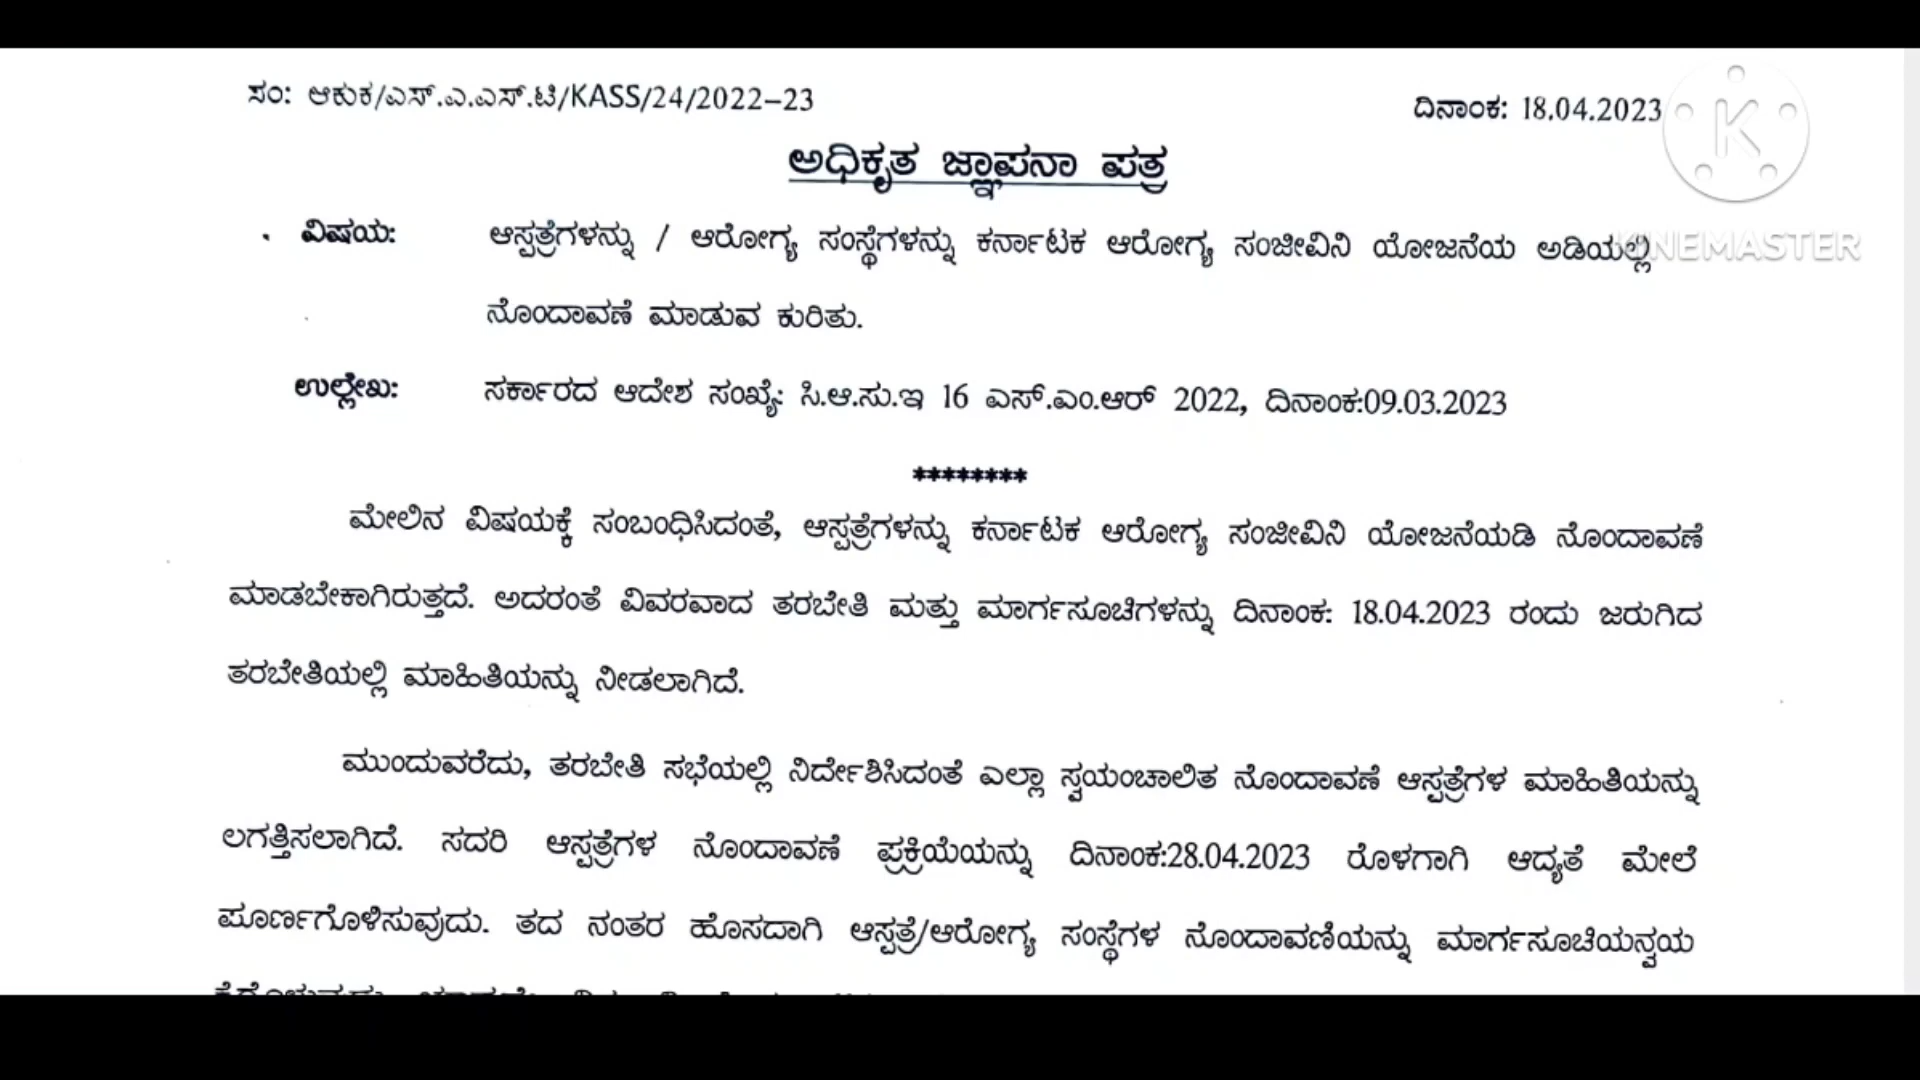 ಸಂ: ಆಕುಕ/ಎಸ್.ಎ.ಎಸ್.ಟಿ/KASS/24/2022-23
ದಿನಾಂಕ: 18.04.2023
ಅಧಿಕೃತ ಜ್ಞಾಪನಾ ಪತ್ರ
ವಿಷಯ: ಆಸ್ಪತ್ರೆಗಳನ್ನು / ಆರೋಗ್ಯ ಸಂಸ್ಥೆಗಳನ್ನು ಕರ್ನಾಟಕ ಆರೋಗ್ಯ ಸಂಜೀವಿನಿ ಯೋಜನೆಯ ಅಡಿಯಲ್ಲಿ
KINEMASTER
ನೊಂದಾವಣೆ ಮಾಡುವ ಕುರಿತು.
ಉಲ್ಲೇಖ: ಸರ್ಕಾರದ ಆದೇಶ ಸಂಖ್ಯೆ: ಸಿ.ಆ.ಸು.ಇ 16 ಎಸ್.ಎಂ.ಆರ್ 2022, ದಿನಾಂಕ:09.03.2023
********
ಮೇಲಿನ ವಿಷಯಕ್ಕೆ ಸಂಬಂಧಿಸಿದಂತೆ, ಆಸ್ಪತ್ರೆಗಳನ್ನು ಕರ್ನಾಟಕ ಆರೋಗ್ಯ ಸಂಜೀವಿನಿ ಯೋಜನೆಯಡಿ ನೊಂದಾವಣೆ
ಮಾಡಬೇಕಾಗಿರುತ್ತದೆ. ಅದರಂತೆ ವಿವರವಾದ ತರಬೇತಿ ಮತ್ತು ಮಾರ್ಗಸೂಚಿಗಳನ್ನು ದಿನಾಂಕ: 18.04.2023 ರಂದು ಜರುಗಿದ
ತರಬೇತಿಯಲ್ಲಿ ಮಾಹಿತಿಯನ್ನು ನೀಡಲಾಗಿದೆ.
ಮುಂದುವರೆದು, ತರಬೇತಿ ಸಭೆಯಲ್ಲಿ ನಿರ್ದೇಶಿಸಿದಂತೆ ಎಲ್ಲಾ ಸ್ವಯಂಚಾಲಿತ ನೊಂದಾವಣೆ ಆಸ್ಪತ್ರೆಗಳ ಮಾಹಿತಿಯನ್ನು
ಲಗತ್ತಿಸಲಾಗಿದೆ. ಸದರಿ ಆಸ್ಪತ್ರೆಗಳ ನೊಂದಾವಣೆ ಪ್ರಕ್ರಿಯೆಯನ್ನು ದಿನಾಂಕ:28.04.2023 ರೊಳಗಾಗಿ ಆದ್ಯತೆ ಮೇಲೆ
ಪೂರ್ಣಗೊಳಿಸುವುದು. ತದ ನಂತರ ಹೊಸದಾಗಿ ಆಸ್ಪತ್ರೆ/ಆರೋಗ್ಯ ಸಂಸ್ಥೆಗಳ ನೊಂದಾವಣಿಯನ್ನು ಮಾರ್ಗಸೂಚಿಯನ್ವಯ